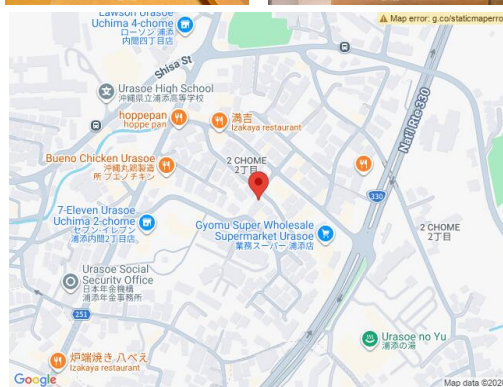 Lawson Urasoe
Uchima 4-chome
ローソン 浦添
内間四丁目店
Map error: g.co/staticmaperro
Shisa St
Urasoe High School
沖縄県立浦添高等学校
hoppepan
hoppe pan
満吉
Izakaya restaurant
Nat'l Rte 330
Bueno Chicken Urasoe
沖縄丸鶏製造
所 ブエノチキン
2 CHOME
2丁目
330
7-Eleven Urasoe
Uchima 2-chome
セブン-イレブン
浦添内間2丁目店
Gyomu Super Wholesale
Supermarket Urasoe
業務スーパー 浦添店
2 CHOME
2丁目
Urasoe Social
Security Office
日本年金機構
浦添年金事務所
251
Urasoe no Yu
浦添の湯
炉端焼き 八べえ
Izakaya restaurant
Google
Map data ©202